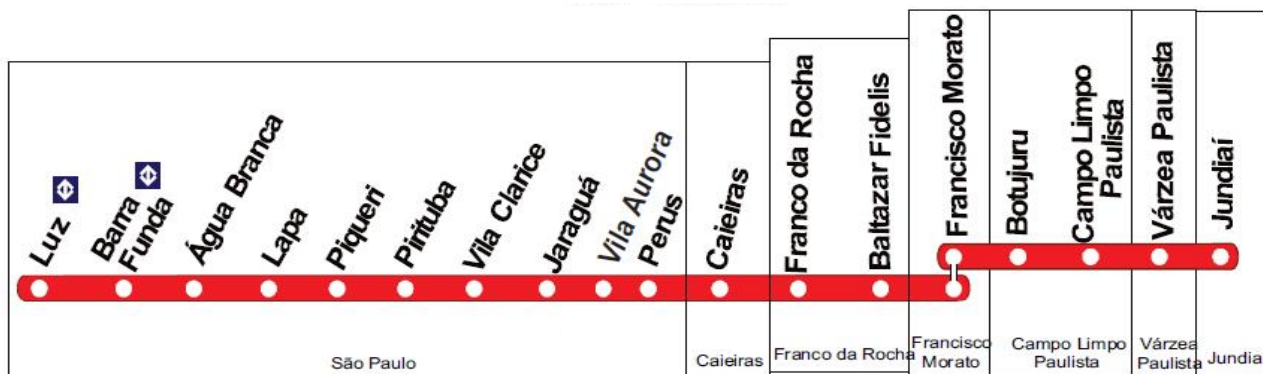 Luz
Barra
Funda
Água Branca
Lapa
Piqueri
Pirituba
Vila Clarice
Jaraguá
Vila Aurora
Perus
Caieiras
Franco da Rocha
Baltazar Fidelis
Francisco Morato
Botujuru
Campo Limpo
Paulista
Várzea Paulista
Jundiaí
São Paulo
Caieiras
Franco da Rocha
Francisco
Morato
Campo Limpo
Paulista
Várzea
Paulista
Jundia